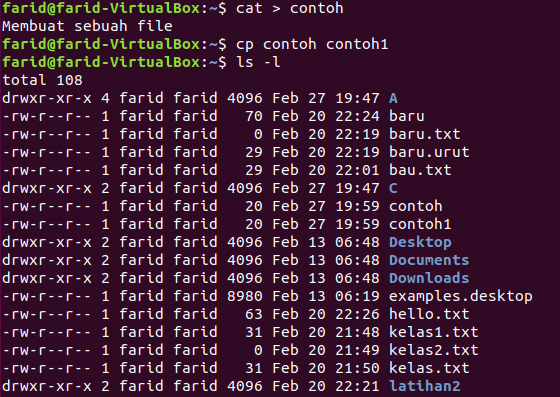 farid@farid-VirtualBox:~$ cat > contoh
Membuat sebuah file
farid@farid-VirtualBox:~$ cp contoh contoh1
farid@farid-VirtualBox:~$ ls -l
total 108
drwxr-xr-x 4 farid farid 4096 Feb 27 19:47 A
-rw-r--r-- 1 farid farid   70 Feb 20 22:24 baru
-rw-r--r-- 1 farid farid    0 Feb 20 22:19 baru.txt
-rw-r--r-- 1 farid farid   29 Feb 20 22:19 baru.urut
-rw-r--r-- 1 farid farid   29 Feb 20 22:01 bau.txt
drwxr-xr-x 2 farid farid 4096 Feb 27 19:47 C
-rw-r--r-- 1 farid farid   20 Feb 27 19:59 contoh
-rw-r--r-- 1 farid farid   20 Feb 27 19:59 contoh1
drwxr-xr-x 2 farid farid 4096 Feb 13 06:48 Desktop
drwxr-xr-x 2 farid farid 4096 Feb 13 06:48 Documents
drwxr-xr-x 2 farid farid 4096 Feb 13 06:48 Downloads
-rw-r--r-- 1 farid farid 8980 Feb 13 06:19 examples.desktop
-rw-r--r-- 1 farid farid   63 Feb 20 22:26 hello.txt
-rw-r--r-- 1 farid farid   31 Feb 20 21:48 kelas1.txt
-rw-r--r-- 1 farid farid    0 Feb 20 21:49 kelas2.txt
-rw-r--r-- 1 farid farid   31 Feb 20 21:50 kelas.txt
drwxr-xr-x 2 farid farid 4096 Feb 20 22:21 latihan2